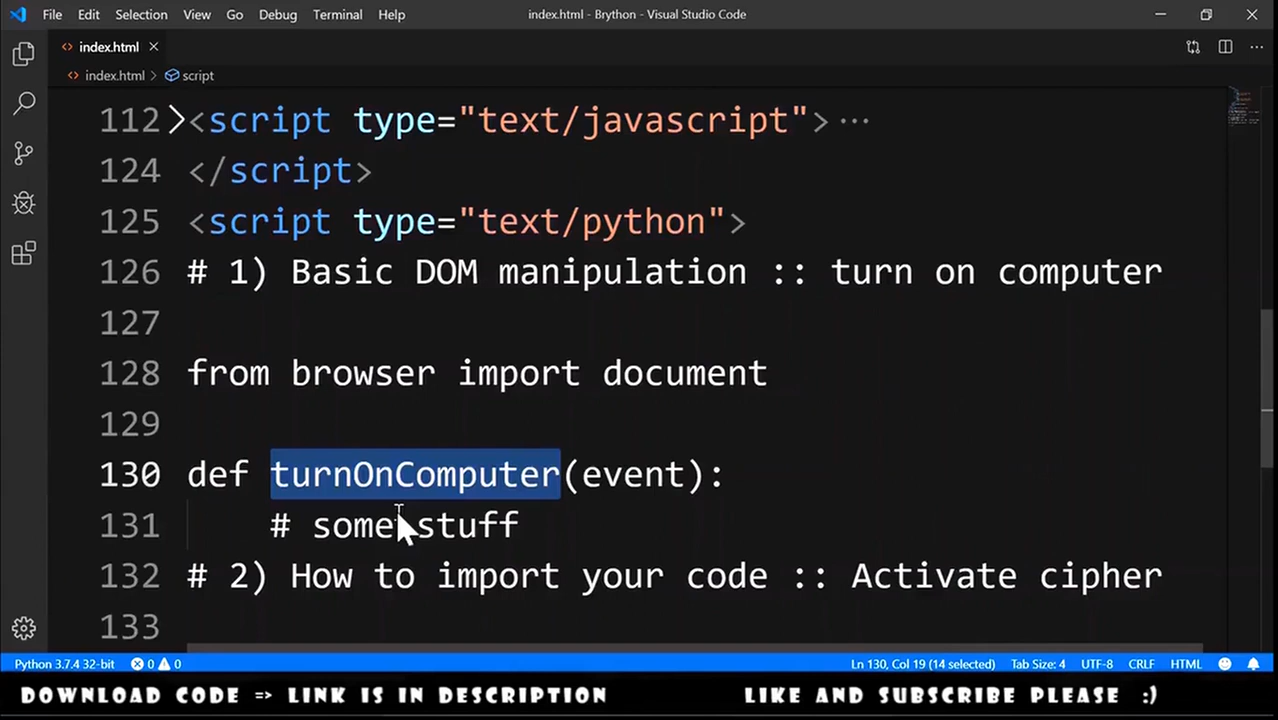 File Edit Selection View Go Debug Terminal Help index.html - Brython - Visual Studio Code
index.html
index.html > script
112 <script type="text/javascript"> ···
124 </script>
125 <script type="text/python">
126 # 1) Basic DOM manipulation :: turn on computer
127
128 from browser import document
129
130 def turnOnComputer(event):
131 # some stuff
132 # 2) How to import your code :: Activate cipher
133
Python 3.7.4 32-bit 0 0 Ln 130, Col 19 (14 selected) Tab Size: 4 UTF-8 CRLF HTML
DOWNLOAD CODE => LINK IS IN DESCRIPTION LIKE AND SUBSCRIBE PLEASE :)